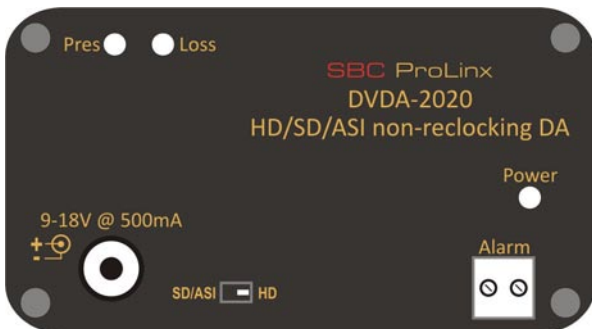 Pres Loss
SBC ProLinx
DVDA-2020
HD/SD/ASI non-reclocking DA
Power
9-18V @ 500mA
+
-
Alarm
SD/ASI HD